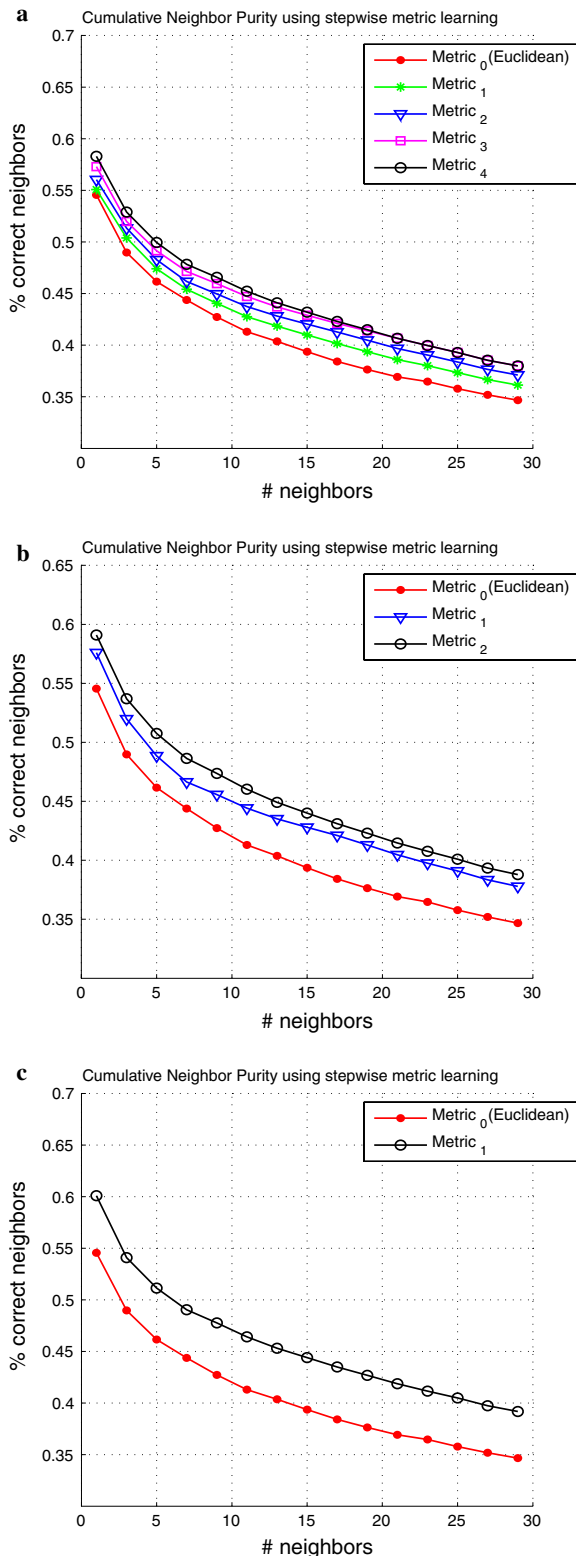 a
Cumulative Neighbor Purity using stepwise metric learning
0.7
0.65
0.6
0.55
0.5
0.45
0.4
0.35
% correct neighbors
Metric 0 (Euclidean)
Metric 1
Metric 2
Metric 3
Metric 4
0 5 10 15 20 25 30
# neighbors
b
Cumulative Neighbor Purity using stepwise metric learning
0.65
0.6
0.55
0.5
0.45
0.4
0.35
% correct neighbors
Metric 0 (Euclidean)
Metric 1
Metric 2
0 5 10 15 20 25 30
# neighbors
c
Cumulative Neighbor Purity using stepwise metric learning
0.7
0.65
0.6
0.55
0.5
0.45
0.4
0.35
% correct neighbors
Metric 0 (Euclidean)
Metric 1
0 5 10 15 20 25 30
# neighbors